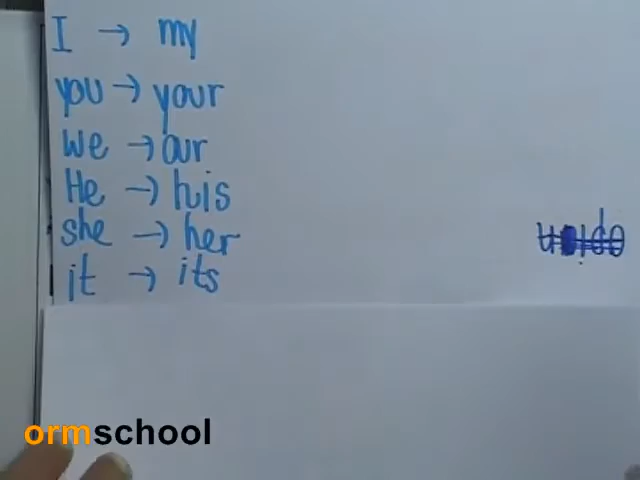 I → my
you → your
we → our
He → his
she → her
it → its
ormschool